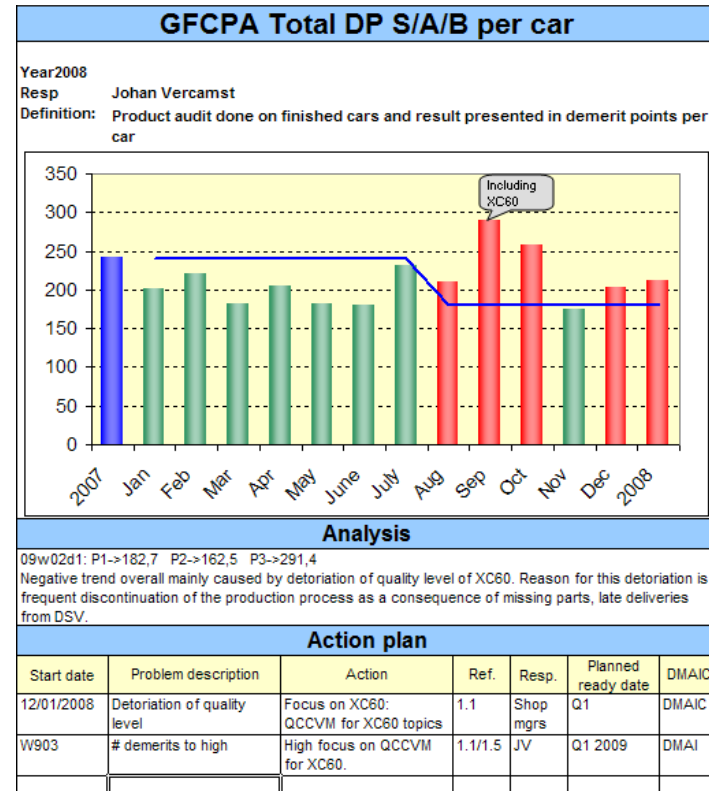 GFCPA Total DP S/A/B per car
Year2008
Resp Johan Vercamst
Definition: Product audit done on finished cars and result presented in demerit points per
car
350
300
250
200
150
100
50
0
Including
XC60
2007 Jan Feb Mar Apr May June July Aug Sep Oct Nov Dec 2008
Analysis
09w02d1: P1->182,7 P2->162,5 P3->291,4
Negative trend overall mainly caused by detoriation of quality level of XC60. Reason for this detoriation is
frequent discontinuation of the production process as a consequence of missing parts, late deliveries
from DSV.
Action plan
Start date Problem description Action Ref. Resp. Planned ready date DMAIC
12/01/2008 Detoriation of quality level Focus on XC60: QCCVM for XC60 topics 1.1 Shop mgrs Q1 DMAIC
W903 # demerits to high High focus on QCCVM for XC60. 1.1/1.5 JV Q1 2009 DMAI